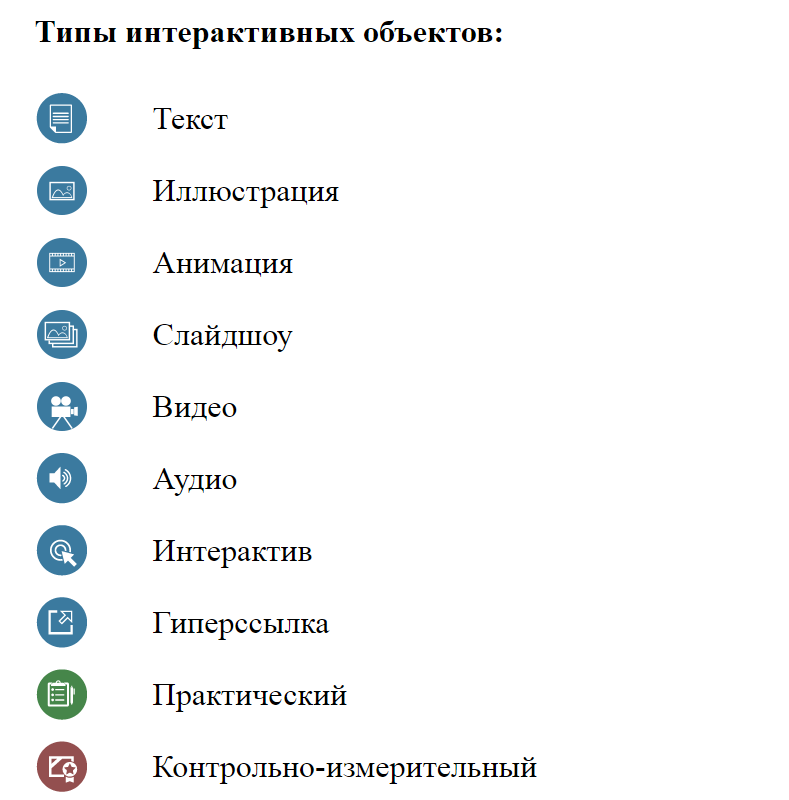 Типы интерактивных объектов:
Текст
Иллюстрация
Анимация
Слайдшоу
Видео
Аудио
Интерактив
Гиперссылка
Практический
Контрольно-измерительный